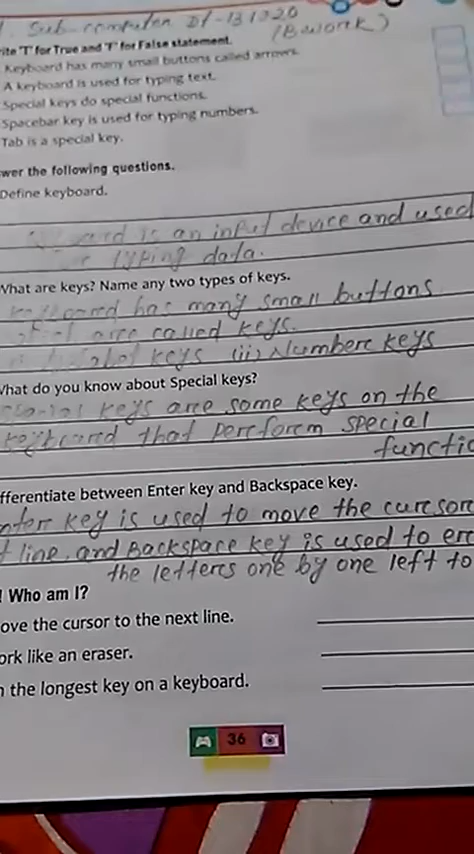 Sub-computer Dt-13 1020
(B.work)
rite 'T' for True and 'F' for False statement.
Keyboard has many small buttons called arrows.
A keyboard is used for typing text.
Special keys do special functions.
Spacebar key is used for typing numbers.
Tab is a special key.
wer the following questions.
Define keyboard.
is an input device and used
typing data.
What are keys? Name any two types of keys.
has many small buttons
are called keys.
keys (ii) Number keys
What do you know about Special keys?
keys are some keys on the
keyboard that perform special
functio
fferentiate between Enter key and Backspace key.
nter key is used to move the cursor
line, and Backspace key is used to era
the letters one by one left to
! Who am I?
ove the cursor to the next line.
ork like an eraser.
the longest key on a keyboard.
36